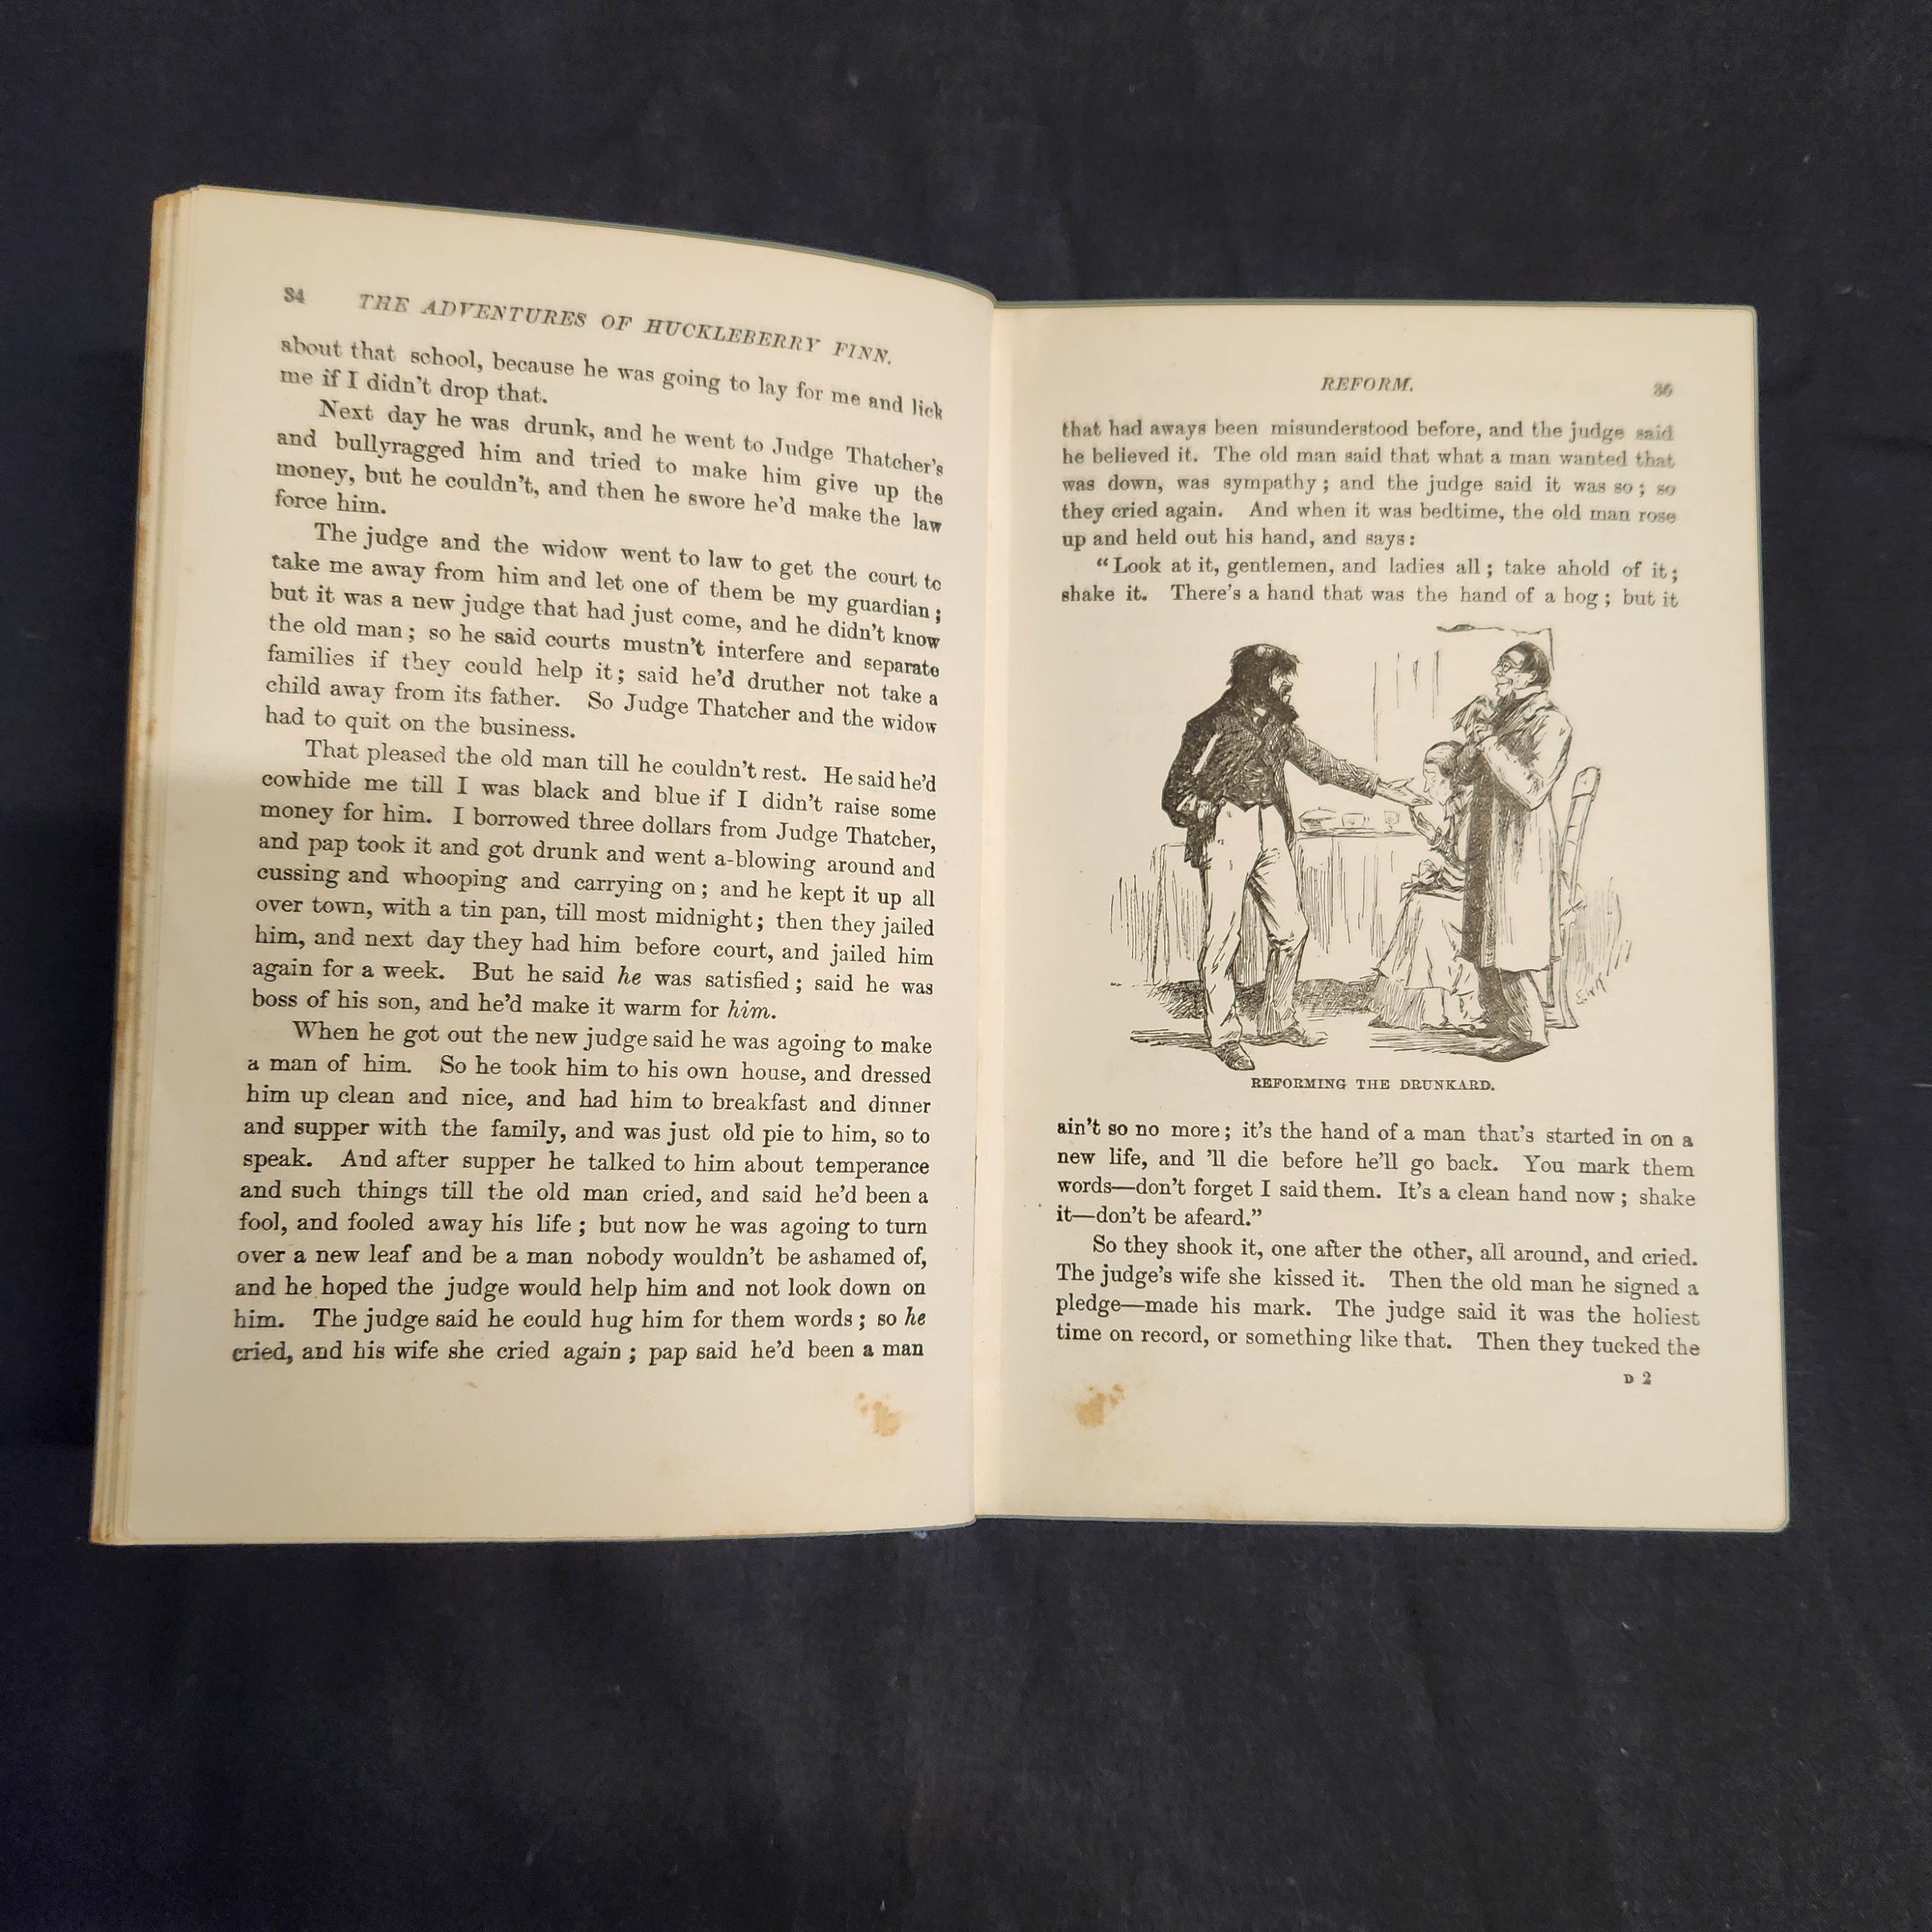 34 THE ADVENTURES OF HUCKLEBERRY FINN.
about that school, because he was going to lay for me and lick
me if I didn't drop that.
Next day he was drunk, and he went to Judge Thatcher's
and bullyragged him and tried to make him give up the
money, but he couldn't, and then he swore he'd make the law
force him.
The judge and the widow went to law to get the court to
take me away from him and let one of them be my guardian;
but it was a new judge that had just come, and he didn't know
the old man; so he said courts mustn't interfere and separate
families if they could help it; said he'd druther not take a
child away from its father. So Judge Thatcher and the widow
had to quit on the business.
That pleased the old man till he couldn't rest. He said he'd
cowhide me till I was black and blue if I didn't raise some
money for him. I borrowed three dollars from Judge Thatcher,
and pap took it and got drunk and went a-blowing around and
cussing and whooping and carrying on; and he kept it up all
over town, with a tin pan, till most midnight; then they jailed
him, and next day they had him before court, and jailed him
again for a week. But he said he was satisfied; said he was
boss of his son, and he'd make it warm for him.
When he got out the new judge said he was agoing to make
a man of him. So he took him to his own house, and dressed
him up clean and nice, and had him to breakfast and dinner
and supper with the family, and was just old pie to him, so to
speak. And after supper he talked to him about temperance
and such things till the old man cried, and said he'd been a
fool, and fooled away his life; but now he was agoing to turn
over a new leaf and be a man nobody wouldn't be ashamed of,
and he hoped the judge would help him and not look down on
him. The judge said he could hug him for them words; so he
cried, and his wife she cried again; pap said he'd been a man
REFORM. 35
that had aways been misunderstood before, and the judge said
he believed it. The old man said that what a man wanted that
was down, was sympathy; and the judge said it was so; so
they cried again. And when it was bedtime, the old man rose
up and held out his hand, and says:
"Look at it, gentlemen, and ladies all; take ahold of it;
shake it. There's a hand that was the hand of a hog; but it
REFORMING THE DRUNKARD.
ain't so no more; it's the hand of a man that's started in on a
new life, and 'll die before he'll go back. You mark them
words—don't forget I said them. It's a clean hand now; shake
it—don't be afeard."
So they shook it, one after the other, all around, and cried.
The judge's wife she kissed it. Then the old man he signed a
pledge—made his mark. The judge said it was the holiest
time on record, or something like that. Then they tucked the
D 2